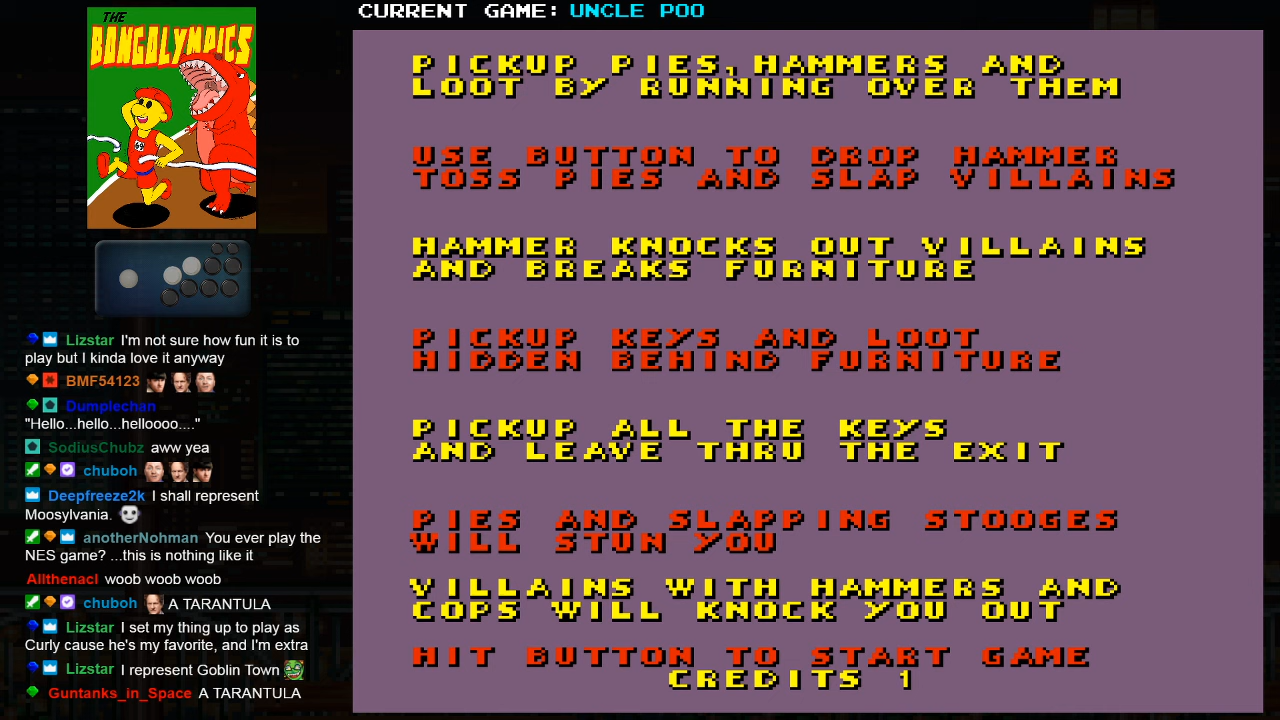 THE
BONGOLYMPICS
69
CURRENT GAME: UNCLE POO
Lizstar I'm not sure how fun it is to
play but I kinda love it anyway
BMF54123
Dumplechan
"Hello...hello...helloooo...."
SodiusChubz aww yea
chuboh
Deepfreeze2k I shall represent
Moosylvania.
anotherNohman You ever play the
NES game? ...this is nothing like it
Allthenacl woob woob woob
chuboh A TARANTULA
Lizstar I set my thing up to play as
Curly cause he's my favorite, and I'm extra
Lizstar I represent Goblin Town
Guntanks_in_Space A TARANTULA
PICKUP PIES, HAMMERS AND
LOOT BY RUNNING OVER THEM
USE BUTTON TO DROP HAMMER
TOSS PIES AND SLAP VILLAINS
HAMMER KNOCKS OUT VILLAINS
AND BREAKS FURNITURE
PICKUP KEYS AND LOOT
HIDDEN BEHIND FURNITURE
PICKUP ALL THE KEYS
AND LEAVE THRU THE EXIT
PIES AND SLAPPING STOOGES
WILL STUN YOU
VILLAINS WITH HAMMERS AND
COPS WILL KNOCK YOU OUT
HIT BUTTON TO START GAME
CREDITS 1